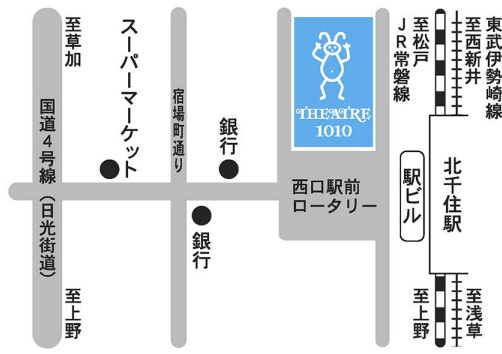 東武伊勢崎線
至西新井
至松戸
JR常磐線
THEATRE
1010
銀行
宿場町通り
スーパーマーケット
至草加
国道4号線(日光街道)
西口駅前
ロータリー
駅ビル
北千住駅
銀行
至上野
至上野
至浅草